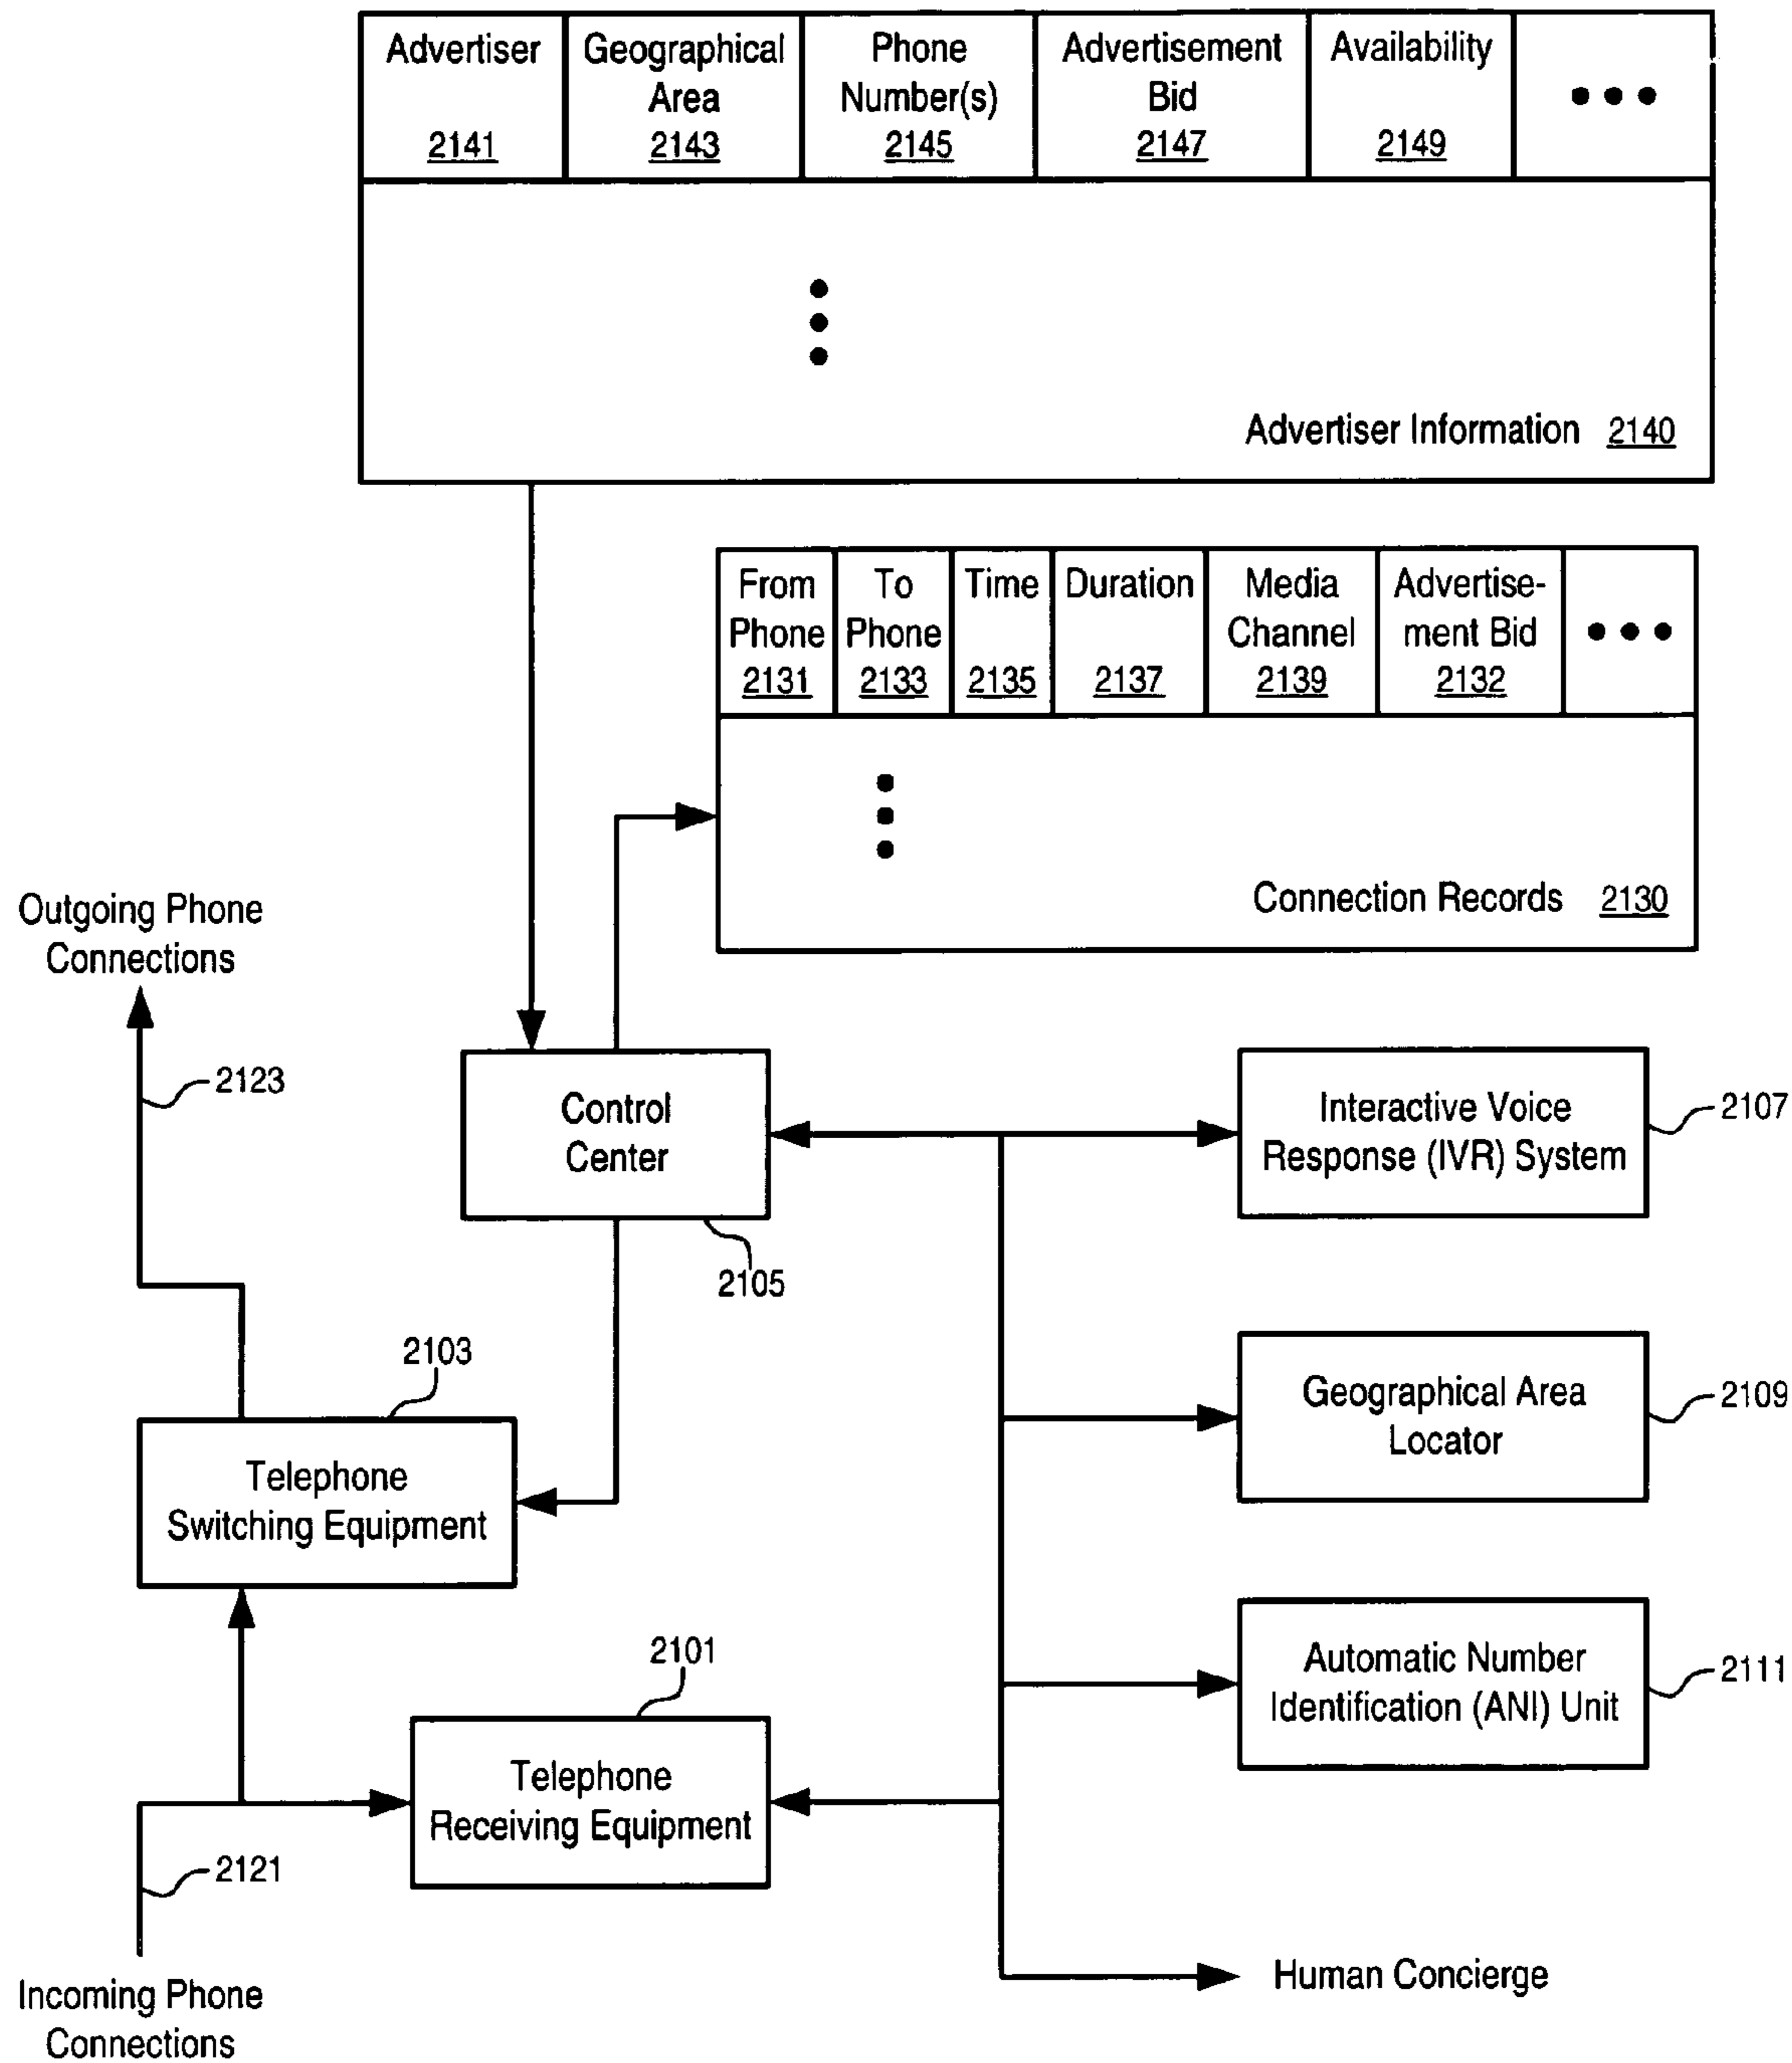 Advertiser
2141
Geographical
Area
2143
Phone
Number(s)
2145
Advertisement
Bid
2147
Availability
2149
Advertiser Information 2140
From
Phone
2131
To
Phone
2133
Time
2135
Duration
2137
Media
Channel
2139
Advertise-
ment Bid
2132
Connection Records 2130
Outgoing Phone
Connections
2123
Control
Center
2105
Interactive Voice
Response (IVR) System
2107
2103
Telephone
Switching Equipment
Geographical Area
Locator
2109
2101
Telephone
Receiving Equipment
Automatic Number
Identification (ANI) Unit
2111
2121
Incoming Phone
Connections
Human Concierge